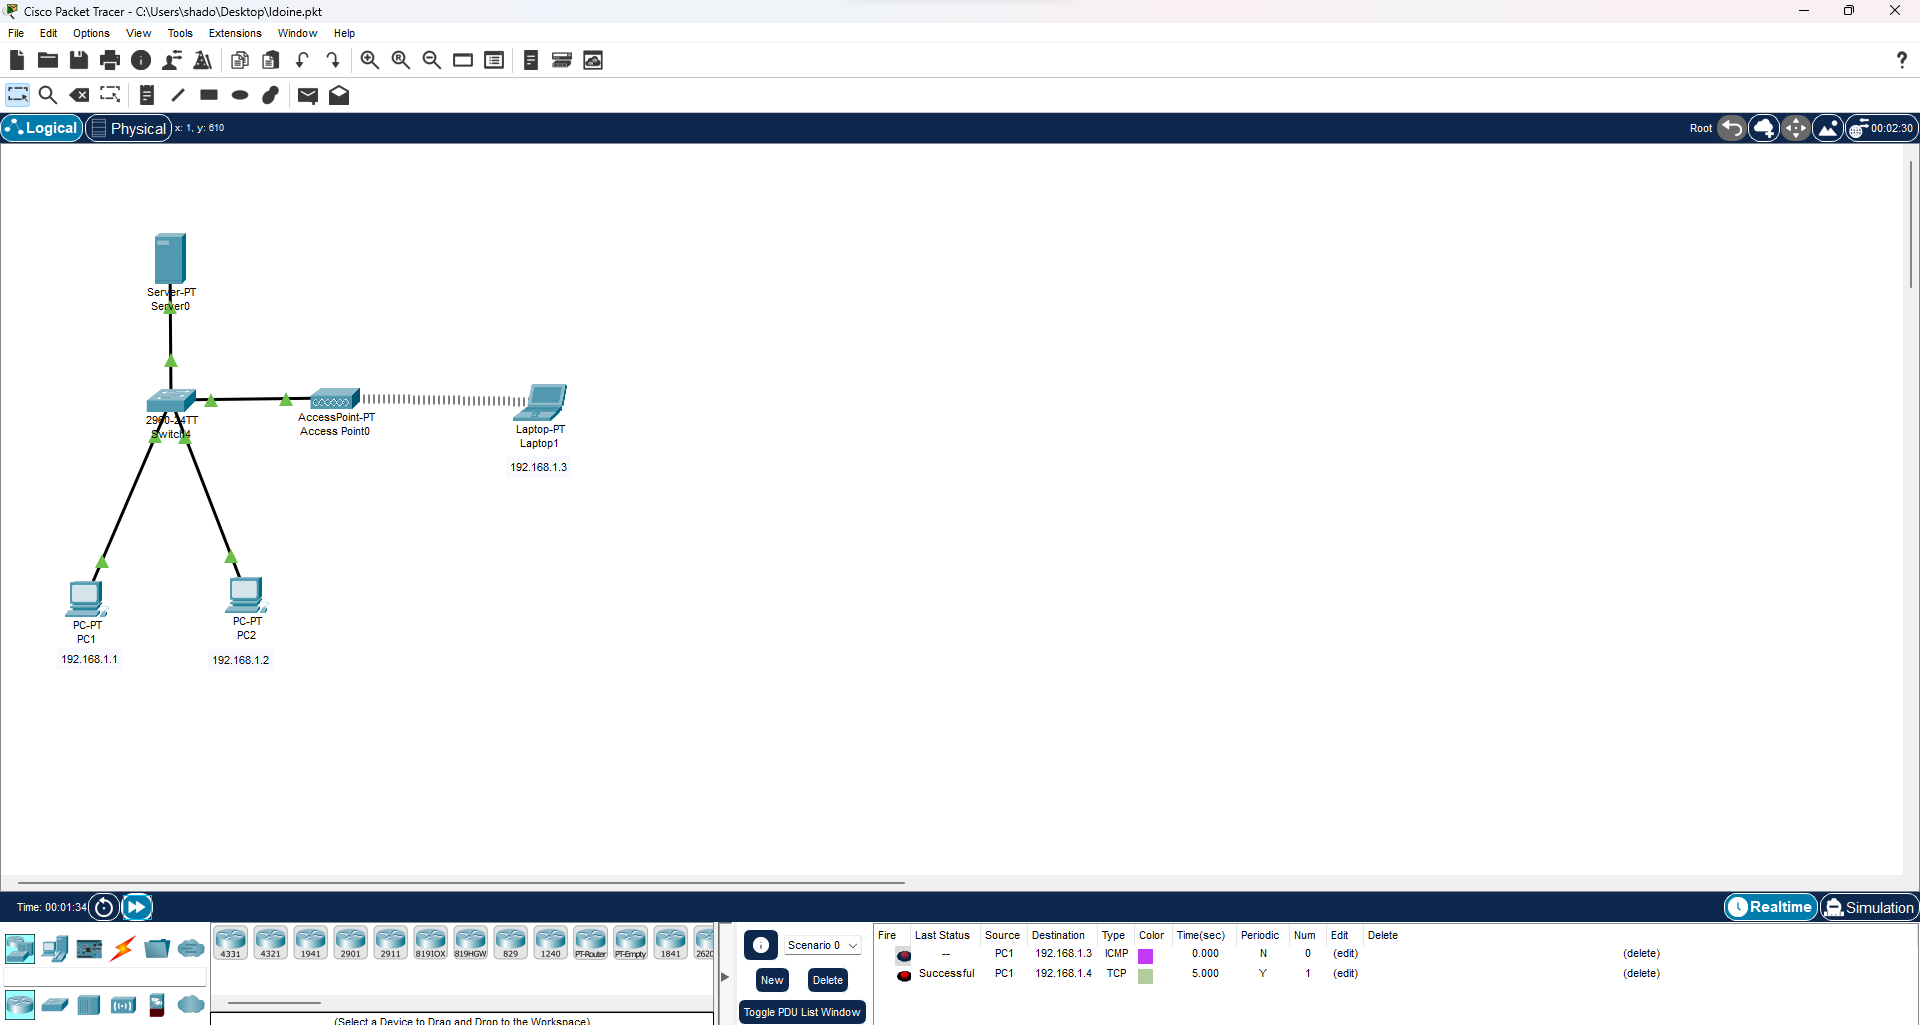 Cisco Packet Tracer - C:\Users\shado\Desktop\Idoine.pkt
File Edit Options View Tools Extensions Window Help
?
Logical Physical x: 1, y: 610 Root 00:02:30
Server-PT
Server0
2960-24TT
Switch4
AccessPoint-PT
Access Point0
Laptop-PT
Laptop1
192.168.1.3
PC-PT
PC1
192.168.1.1
PC-PT
PC2
192.168.1.2
Time: 00:01:34 Realtime Simulation
4331 4321 1941 2901 2911 819IOX 819HGW 829 1240 PT-Router PT-Empty 1841 2620
(Select a Device to Drag and Drop to the Workspace)
Scenario 0
New Delete
Toggle PDU List Window
Fire Last Status Source Destination Type Color Time(sec) Periodic Num Edit Delete
-- PC1 192.168.1.3 ICMP 0.000 N 0 (edit) (delete)
Successful PC1 192.168.1.4 TCP 5.000 Y 1 (edit) (delete)